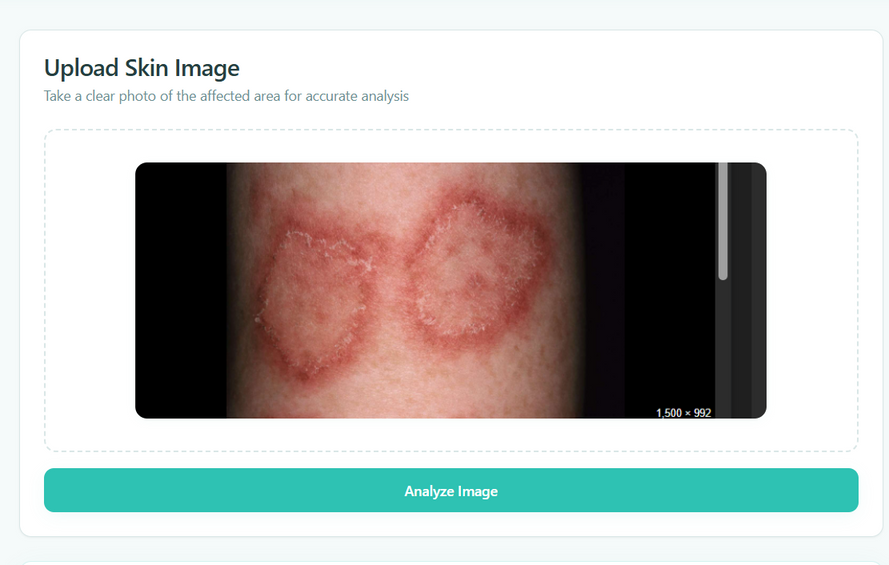 Upload Skin Image
Take a clear photo of the affected area for accurate analysis
1,500 × 992
Analyze Image